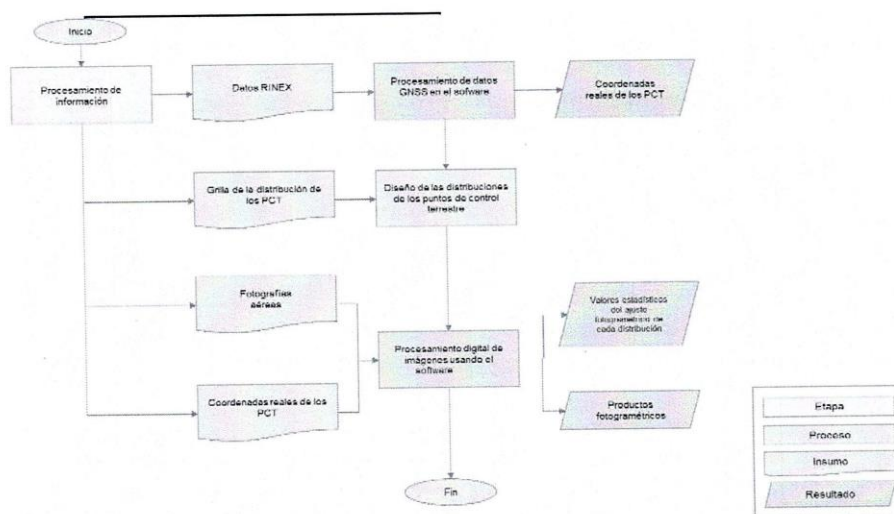 Inicio
Procesamiento de
información
Datos RINEX
Procesamiento de datos
GNSS en el sofware
Coordenadas
reales de los PCT
Grilla de la distribución de
los PCT
Diseño de las distribuciones
de los puntos de control
terrestre
Fotografías
aéreas
Valores estadísticos
del ajuste
fotogramétrico de
cada distribución
Procesamiento digital de
imágenes usando el
software
Coordenadas reales de los
PCT
Productos
fotogramétricos
Fin
Etapa
Proceso
Insumo
Resultado